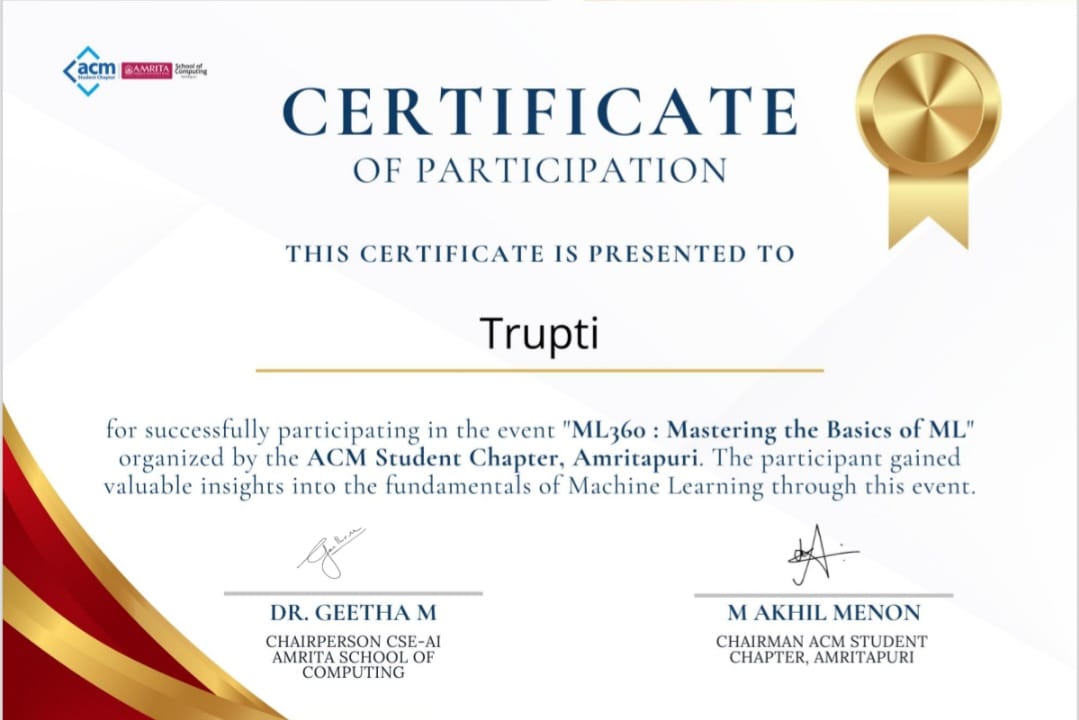 acm
Student Chapter
AMRITA
School of
Computing
CERTIFICATE
OF PARTICIPATION
THIS CERTIFICATE IS PRESENTED TO
Trupti
for successfully participating in the event "ML360 : Mastering the Basics of ML"
organized by the ACM Student Chapter, Amritapuri. The participant gained
valuable insights into the fundamentals of Machine Learning through this event.
DR. GEETHA M
CHAIRPERSON CSE-AI
AMRITA SCHOOL OF
COMPUTING
M AKHIL MENON
CHAIRMAN ACM STUDENT
CHAPTER, AMRITAPURI